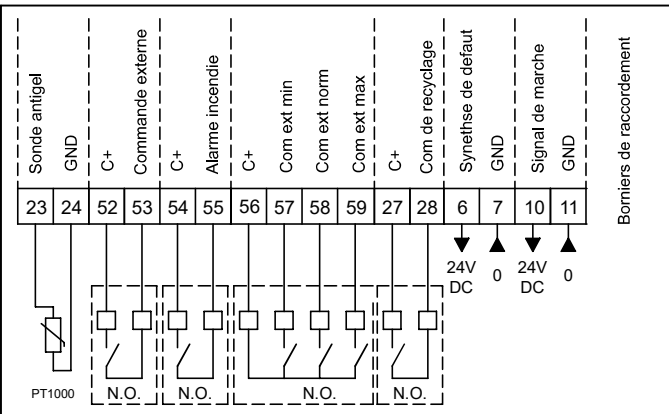 Sonde antigel
GND
C+
Commande externe
C+
Alarme incendie
C+
Com ext min
Com ext norm
Com ext max
C+
Com de recyclage
Synethse de defaut
GND
Signal de marche
GND
Borniers de raccordement
23 24 52 53 54 55 56 57 58 59 27 28 6 7 10 11
24V DC
0
24V DC
0
PT1000
N.O.
N.O.
N.O.
N.O.